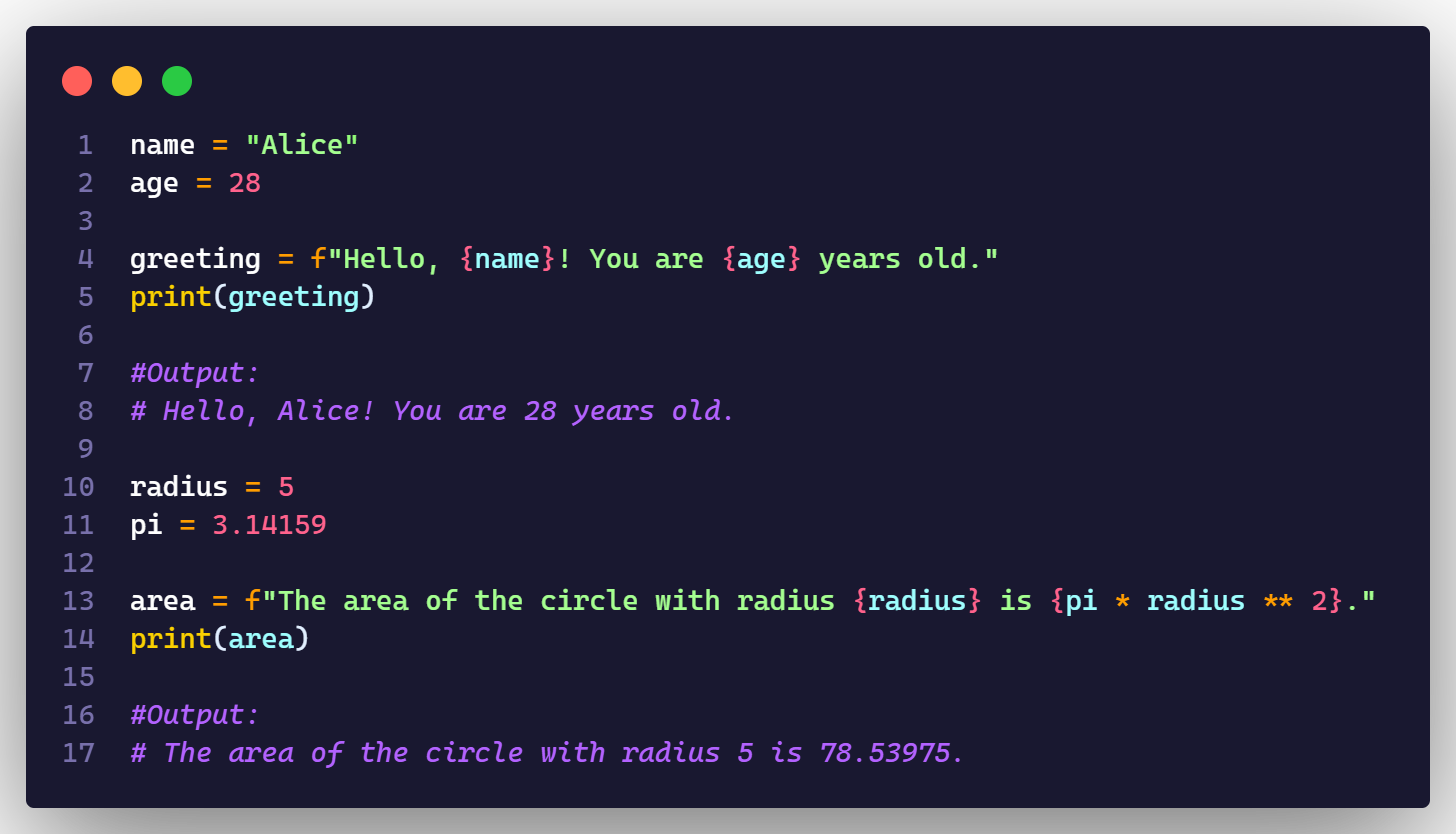 1 name = "Alice"
2 age = 28
3
4 greeting = f"Hello, {name}! You are {age} years old."
5 print(greeting)
6
7 #Output:
8 # Hello, Alice! You are 28 years old.
9
10 radius = 5
11 pi = 3.14159
12
13 area = f"The area of the circle with radius {radius} is {pi * radius ** 2}."
14 print(area)
15
16 #Output:
17 # The area of the circle with radius 5 is 78.53975.